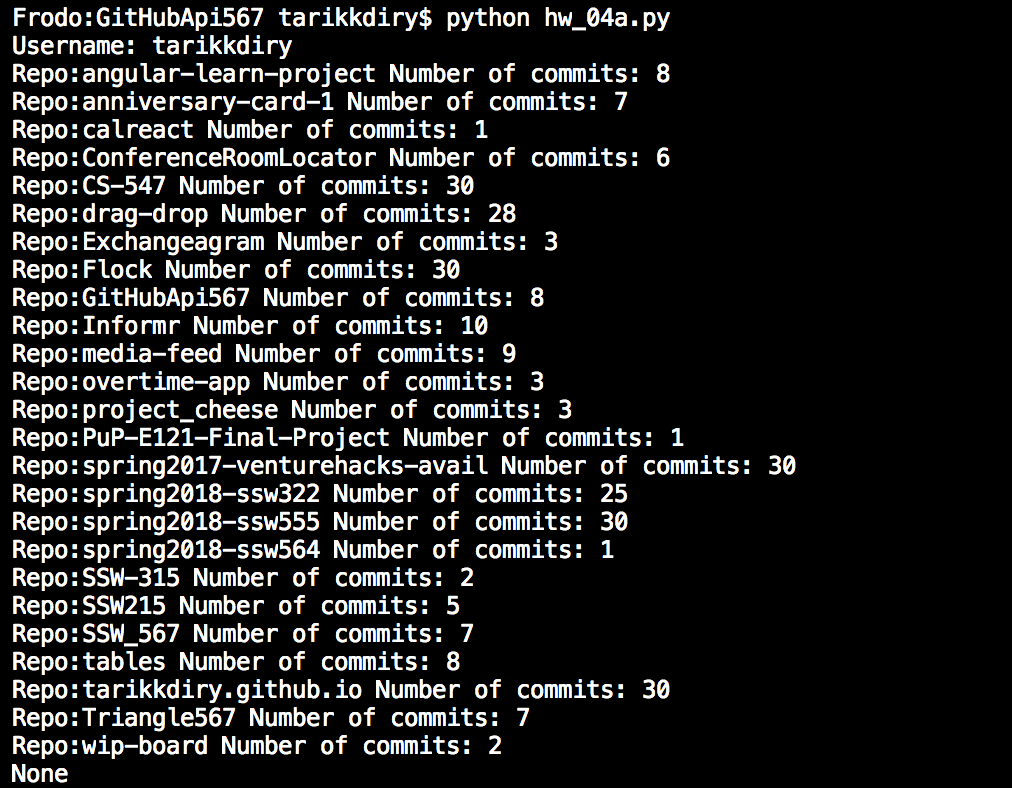 Frodo:GitHubApi567 tarikkdiry$ python hw_04a.py
Username: tarikkdiry
Repo:angular-learn-project Number of commits: 8
Repo:anniversary-card-1 Number of commits: 7
Repo:calreact Number of commits: 1
Repo:ConferenceRoomLocator Number of commits: 6
Repo:CS-547 Number of commits: 30
Repo:drag-drop Number of commits: 28
Repo:Exchangeagram Number of commits: 3
Repo:Flock Number of commits: 30
Repo:GitHubApi567 Number of commits: 8
Repo:Informr Number of commits: 10
Repo:media-feed Number of commits: 9
Repo:overtime-app Number of commits: 3
Repo:project_cheese Number of commits: 3
Repo:PuP-E121-Final-Project Number of commits: 1
Repo:spring2017-venturehacks-avail Number of commits: 30
Repo:spring2018-ssw322 Number of commits: 25
Repo:spring2018-ssw555 Number of commits: 30
Repo:spring2018-ssw564 Number of commits: 1
Repo:SSW-315 Number of commits: 2
Repo:SSW215 Number of commits: 5
Repo:SSW_567 Number of commits: 7
Repo:tables Number of commits: 8
Repo:tarikkdiry.github.io Number of commits: 30
Repo:Triangle567 Number of commits: 7
Repo:wip-board Number of commits: 2
None